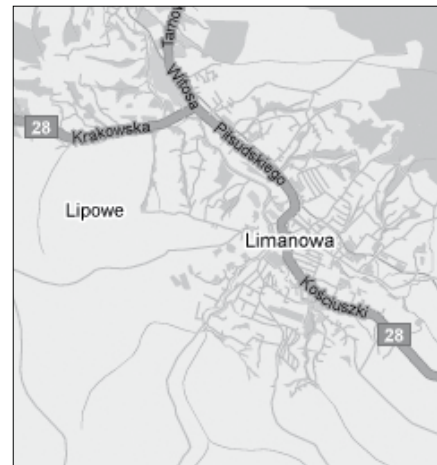 Tarnow
Witosa
28
Krakowska
Piłsudskiego
Lipowe
Limanowa
Kościuszki
28